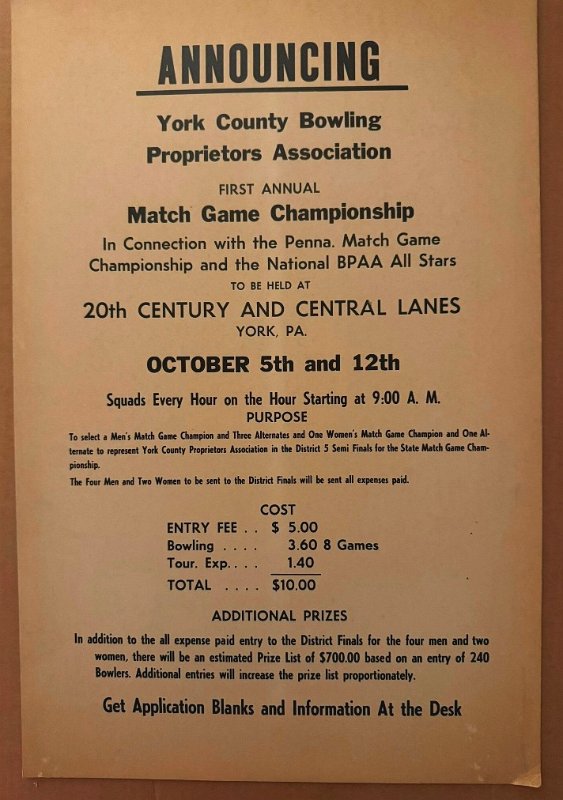 ANNOUNCING
York County Bowling
Proprietors Association
FIRST ANNUAL
Match Game Championship
In Connection with the Penna. Match Game
Championship and the National BPAA All Stars
TO BE HELD AT
20th CENTURY AND CENTRAL LANES
YORK, PA.
OCTOBER 5th and 12th
Squads Every Hour on the Hour Starting at 9:00 A. M.
PURPOSE
To select a Men's Match Game Champion and Three Alternates and One Women's Match Game Champion and One Al-
ternate to represent York County Proprietors Association in the District 5 Semi Finals for the State Match Game Cham-
pionship.
The Four Men and Two Women to be sent to the District Finals will be sent all expenses paid.
COST
ENTRY FEE . . $ 5.00
Bowling . . . . 3.60 8 Games
Tour. Exp. . . . 1.40
TOTAL . . . . $10.00
ADDITIONAL PRIZES
In addition to the all expense paid entry to the District Finals for the four men and two
women, there will be an estimated Prize List of $700.00 based on an entry of 240
Bowlers. Additional entries will increase the prize list proportionately.
Get Application Blanks and Information At the Desk